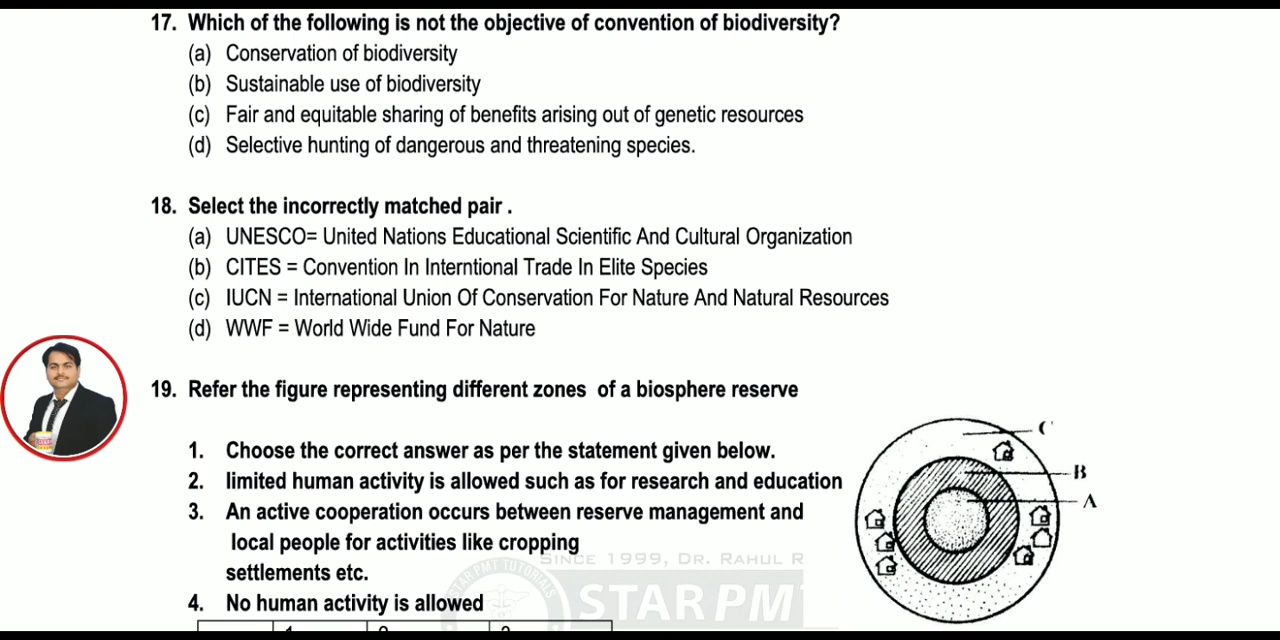 17. Which of the following is not the objective of convention of biodiversity?
(a) Conservation of biodiversity
(b) Sustainable use of biodiversity
(c) Fair and equitable sharing of benefits arising out of genetic resources
(d) Selective hunting of dangerous and threatening species.
18. Select the incorrectly matched pair .
(a) UNESCO= United Nations Educational Scientific And Cultural Organization
(b) CITES = Convention In Interntional Trade In Elite Species
(c) IUCN = International Union Of Conservation For Nature And Natural Resources
(d) WWF = World Wide Fund For Nature
19. Refer the figure representing different zones of a biosphere reserve
1. Choose the correct answer as per the statement given below.
2. limited human activity is allowed such as for research and education
3. An active cooperation occurs between reserve management and
local people for activities like cropping
settlements etc.
4. No human activity is allowed
C
B
A
SINCE 1999, DR. RAHUL R
STAR PMT TUTORIALS
STAR PMT